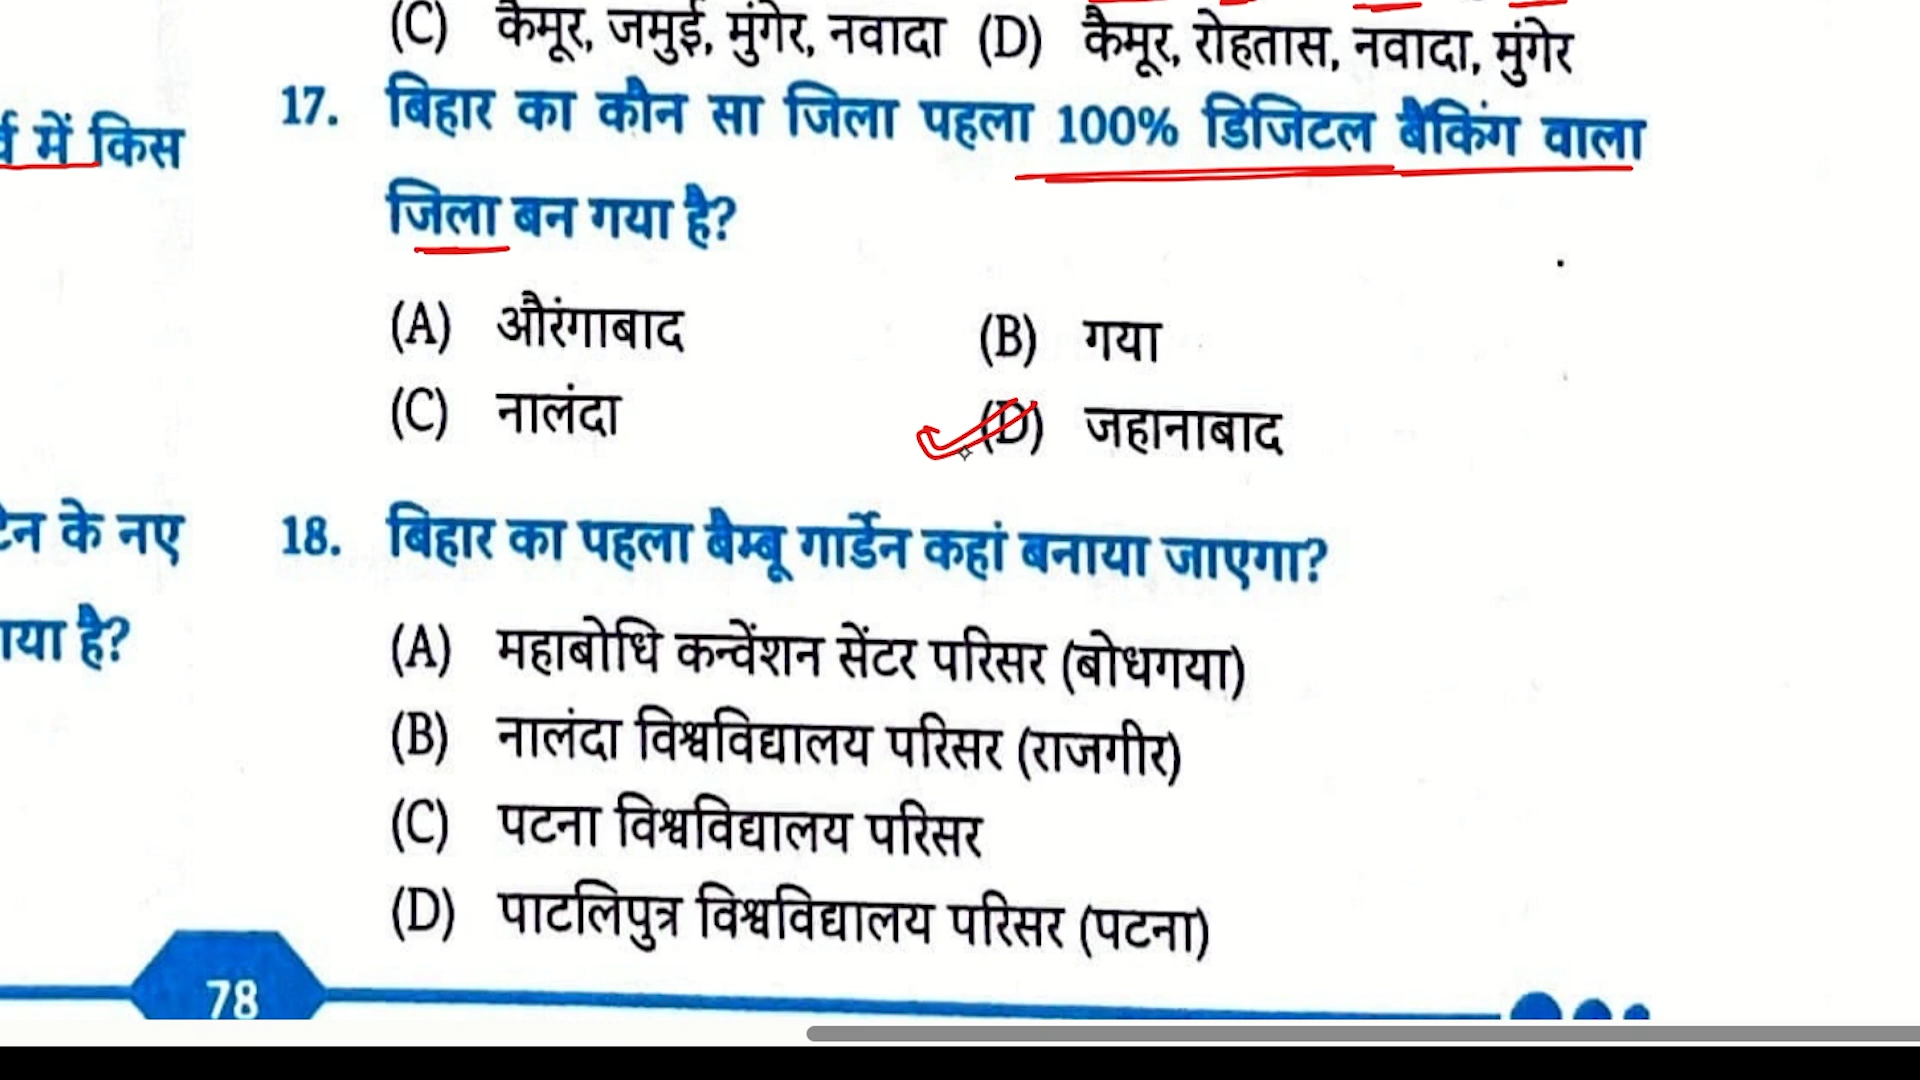 (C) कैमूर, जमुई, मुंगेर, नवादा (D) कैमूर, रोहतास, नवादा, मुंगेर
में किस
17. बिहार का कौन सा जिला पहला 100% डिजिटल बैंकिंग वाला
जिला बन गया है?
(A) औरंगाबाद (B) गया
(C) नालंदा (D) जहानाबाद
के नए
है?
18. बिहार का पहला बैम्बू गार्डेन कहां बनाया जाएगा?
(A) महाबोधि कन्वेंशन सेंटर परिसर (बोधगया)
(B) नालंदा विश्वविद्यालय परिसर (राजगीर)
(C) पटना विश्वविद्यालय परिसर
(D) पाटलिपुत्र विश्वविद्यालय परिसर (पटना)
78